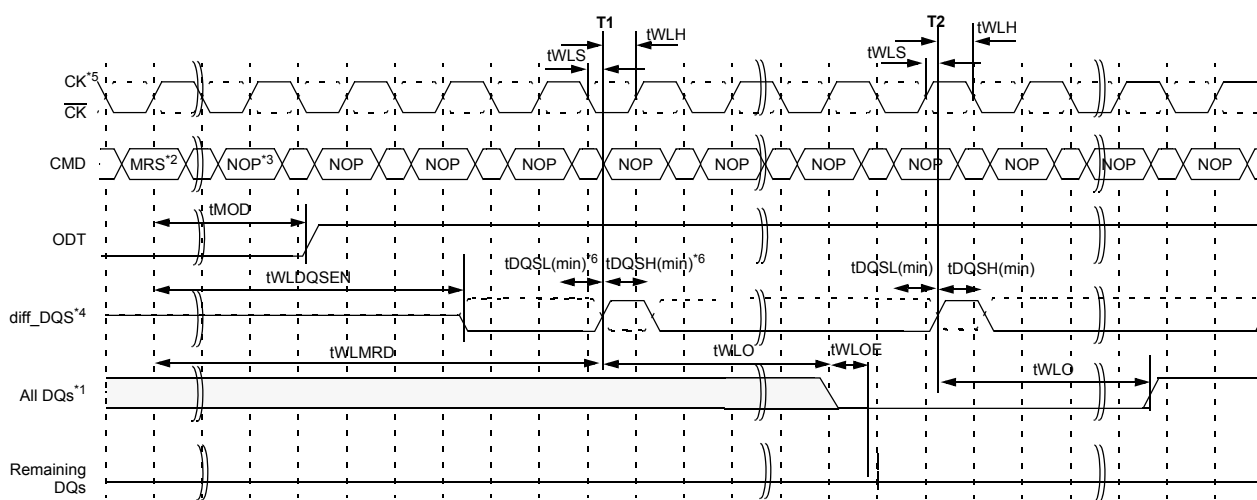 T1 T2
tWLH tWLH
tWLS tWLS
CK*5
CK
CMD MRS*2 NOP*3 NOP NOP NOP NOP NOP NOP NOP NOP NOP NOP
tMOD
ODT
tWLDQSEN tDQSL(min)*6 tDQSH(min)*6 tDQSL(min) tDQSH(min)
diff_DQS*4
tWLMRD tWLO tWLOE tWLO
All DQs*1
Remaining
DQs